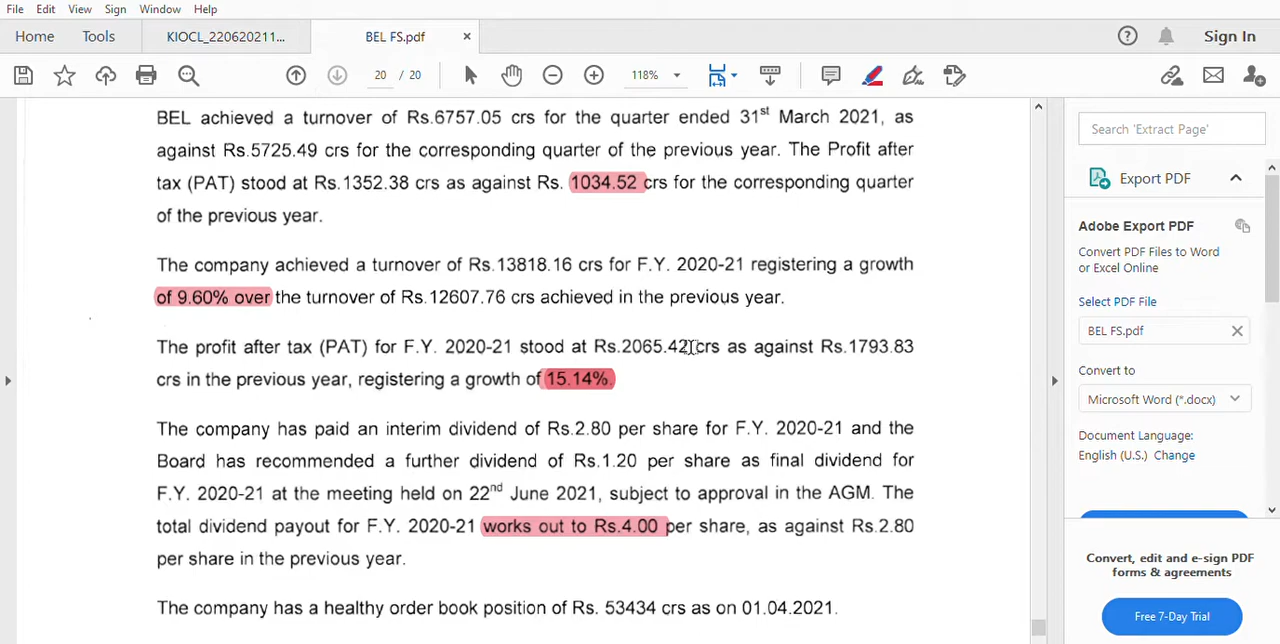 File Edit View Sign Window Help
Home Tools KIOCL_220620211... BEL FS.pdf × Sign In
20 / 20 118%
BEL achieved a turnover of Rs.6757.05 crs for the quarter ended 31st March 2021, as
against Rs.5725.49 crs for the corresponding quarter of the previous year. The Profit after
tax (PAT) stood at Rs.1352.38 crs as against Rs. 1034.52 crs for the corresponding quarter
of the previous year.
The company achieved a turnover of Rs.13818.16 crs for F.Y. 2020-21 registering a growth
of 9.60% over the turnover of Rs.12607.76 crs achieved in the previous year.
The profit after tax (PAT) for F.Y. 2020-21 stood at Rs.2065.42 crs as against Rs.1793.83
crs in the previous year, registering a growth of 15.14%.
The company has paid an interim dividend of Rs.2.80 per share for F.Y. 2020-21 and the
Board has recommended a further dividend of Rs.1.20 per share as final dividend for
F.Y. 2020-21 at the meeting held on 22nd June 2021, subject to approval in the AGM. The
total dividend payout for F.Y. 2020-21 works out to Rs.4.00 per share, as against Rs.2.80
per share in the previous year.
The company has a healthy order book position of Rs. 53434 crs as on 01.04.2021.
Search 'Extract Page'
Export PDF
Adobe Export PDF
Convert PDF Files to Word
or Excel Online
Select PDF File
BEL FS.pdf ×
Convert to
Microsoft Word (*.docx)
Document Language:
English (U.S.) Change
Convert, edit and e-sign PDF
forms & agreements
Free 7-Day Trial